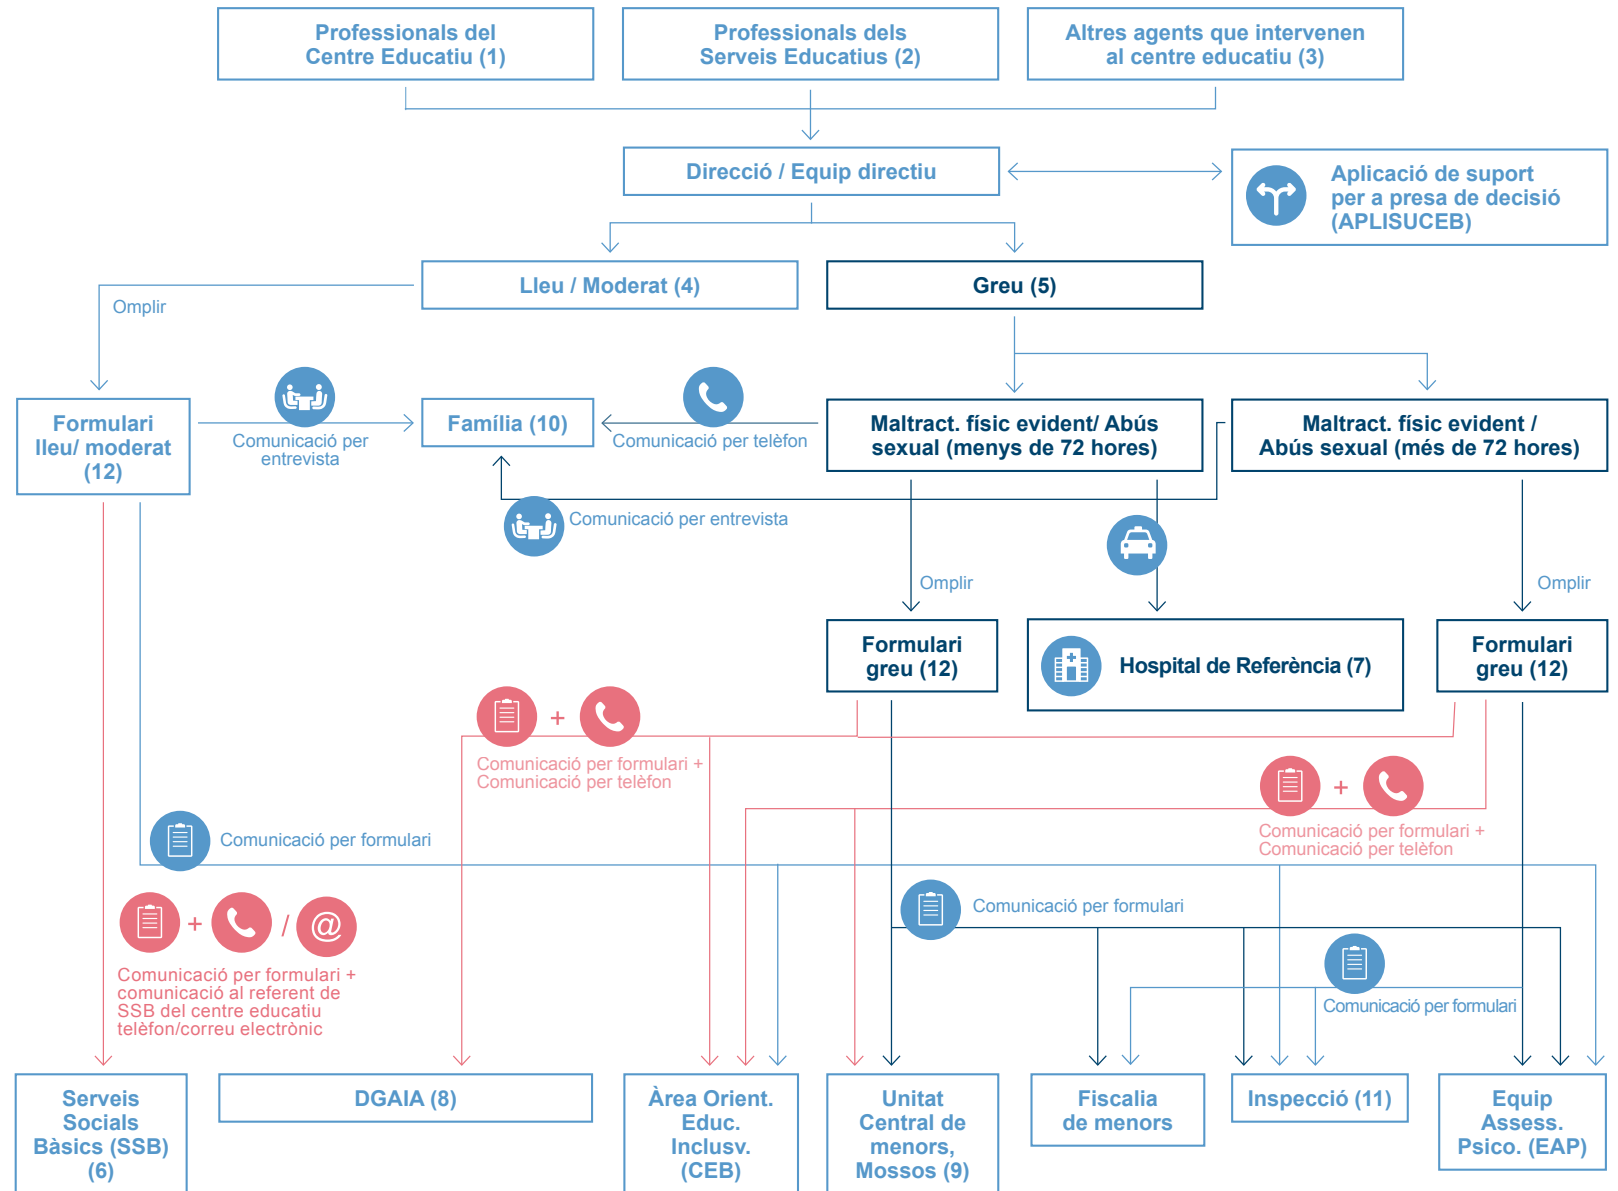 Professionals del
Centre Educatiu (1)
Professionals dels
Serveis Educatius (2)
Altres agents que intervenen
al centre educatiu (3)
Direcció / Equip directiu
Aplicació de suport
per a presa de decisió
(APLISUCEB)
Lleu / Moderat (4)
Greu (5)
Omplir
Formulari
lleu/ moderat
(12)
Comunicació per
entrevista
Família (10)
Comunicació per telèfon
Maltract. físic evident/ Abús
sexual (menys de 72 hores)
Maltract. físic evident /
Abús sexual (més de 72 hores)
Comunicació per entrevista
Omplir
Omplir
Formulari
greu (12)
Hospital de Referència (7)
Formulari
greu (12)
+
Comunicació per formulari +
Comunicació per telèfon
+
Comunicació per formulari +
Comunicació per telèfon
Comunicació per formulari
Comunicació per formulari
+ / @
Comunicació per formulari +
comunicació al referent de
SSB del centre educatiu
telèfon/correu electrònic
Comunicació per formulari
Serveis
Socials
Bàsics (SSB)
(6)
DGAIA (8)
Àrea Orient.
Educ.
Inclusv.
(CEB)
Unitat
Central de
menors,
Mossos (9)
Fiscalia
de menors
Inspecció (11)
Equip
Assess.
Psico. (EAP)